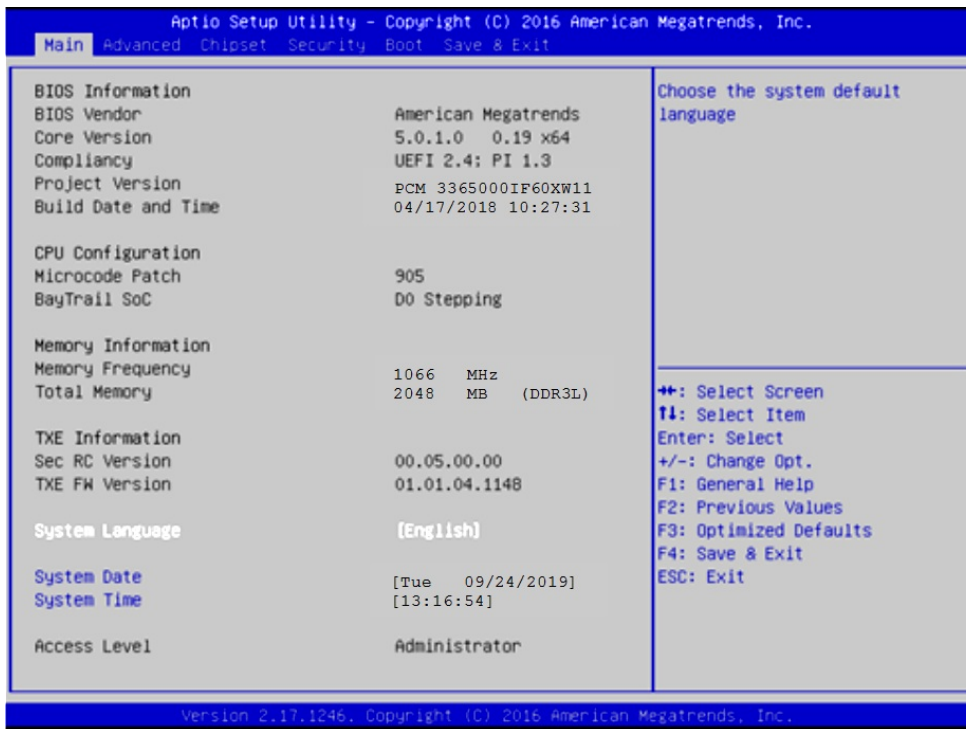 Aptio Setup Utility – Copyright (C) 2016 American Megatrends, Inc.
Main Advanced Chipset Security Boot Save & Exit
BIOS Information
BIOS Vendor American Megatrends
Core Version 5.0.1.0 0.19 x64
Compliancy UEFI 2.4; PI 1.3
Project Version PCM 3365000IF60XW11
Build Date and Time 04/17/2018 10:27:31
CPU Configuration
Microcode Patch 905
BayTrail SoC D0 Stepping
Memory Information
Memory Frequency 1066 MHz
Total Memory 2048 MB (DDR3L)
TXE Information
Sec RC Version 00.05.00.00
TXE FW Version 01.01.04.1148
System Language [English]
System Date [Tue 09/24/2019]
System Time [13:16:54]
Access Level Administrator
Choose the system default
language
→←: Select Screen
↑↓: Select Item
Enter: Select
+/-: Change Opt.
F1: General Help
F2: Previous Values
F3: Optimized Defaults
F4: Save & Exit
ESC: Exit
Version 2.17.1246. Copyright (C) 2016 American Megatrends, Inc.